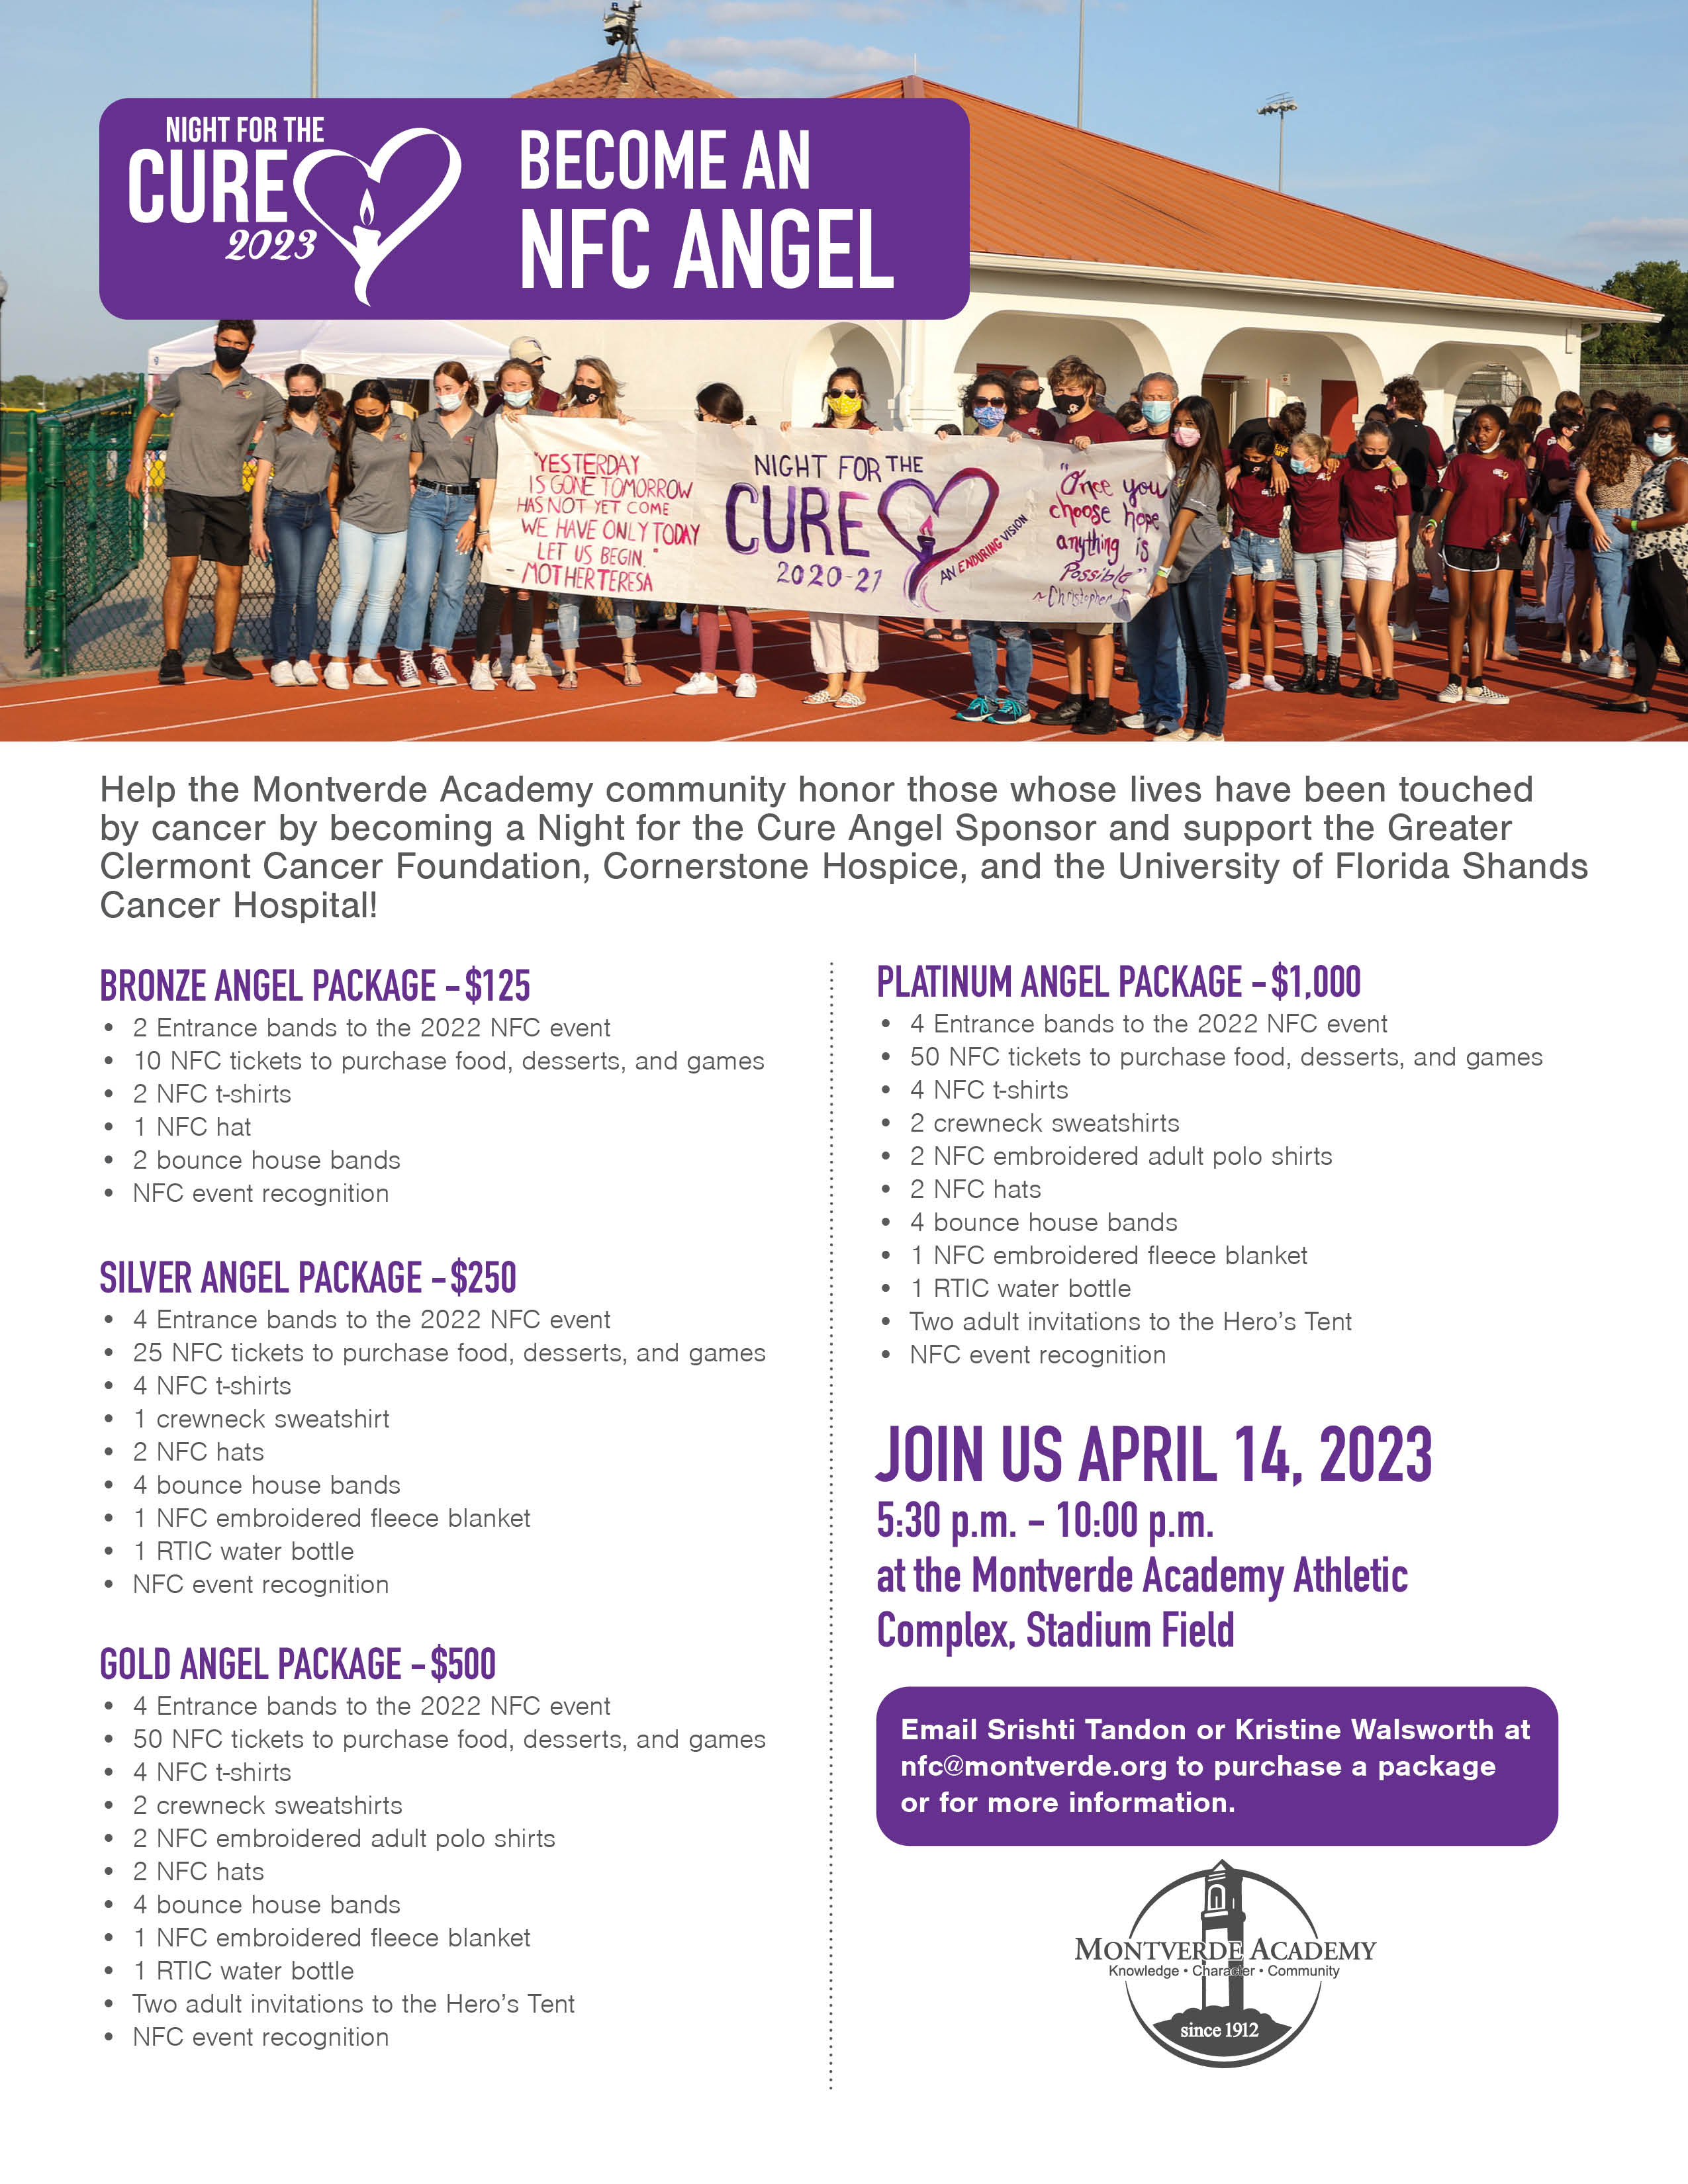 NIGHT FOR THE
CURE
2023
BECOME AN
NFC ANGEL
"YESTERDAY
IS GONE TOMORROW
HAS NOT YET COME
WE HAVE ONLY TODAY
LET US BEGIN."
- MOTHER TERESA
NIGHT FOR THE
CURE
2020-21
AN ENDURING VISION
"Once you
choose hope
anything is
Possible"
~Christopher R
Help the Montverde Academy community honor those whose lives have been touched
by cancer by becoming a Night for the Cure Angel Sponsor and support the Greater
Clermont Cancer Foundation, Cornerstone Hospice, and the University of Florida Shands
Cancer Hospital!
BRONZE ANGEL PACKAGE - $125
• 2 Entrance bands to the 2022 NFC event
• 10 NFC tickets to purchase food, desserts, and games
• 2 NFC t-shirts
• 1 NFC hat
• 2 bounce house bands
• NFC event recognition
SILVER ANGEL PACKAGE - $250
• 4 Entrance bands to the 2022 NFC event
• 25 NFC tickets to purchase food, desserts, and games
• 4 NFC t-shirts
• 1 crewneck sweatshirt
• 2 NFC hats
• 4 bounce house bands
• 1 NFC embroidered fleece blanket
• 1 RTIC water bottle
• NFC event recognition
GOLD ANGEL PACKAGE - $500
• 4 Entrance bands to the 2022 NFC event
• 50 NFC tickets to purchase food, desserts, and games
• 4 NFC t-shirts
• 2 crewneck sweatshirts
• 2 NFC embroidered adult polo shirts
• 2 NFC hats
• 4 bounce house bands
• 1 NFC embroidered fleece blanket
• 1 RTIC water bottle
• Two adult invitations to the Hero's Tent
• NFC event recognition
PLATINUM ANGEL PACKAGE - $1,000
• 4 Entrance bands to the 2022 NFC event
• 50 NFC tickets to purchase food, desserts, and games
• 4 NFC t-shirts
• 2 crewneck sweatshirts
• 2 NFC embroidered adult polo shirts
• 2 NFC hats
• 4 bounce house bands
• 1 NFC embroidered fleece blanket
• 1 RTIC water bottle
• Two adult invitations to the Hero's Tent
• NFC event recognition
JOIN US APRIL 14, 2023
5:30 p.m. - 10:00 p.m.
at the Montverde Academy Athletic
Complex, Stadium Field
Email Srishti Tandon or Kristine Walsworth at
nfc@montverde.org to purchase a package
or for more information.
MONTVERDE ACADEMY
Knowledge • Character • Community
since 1912